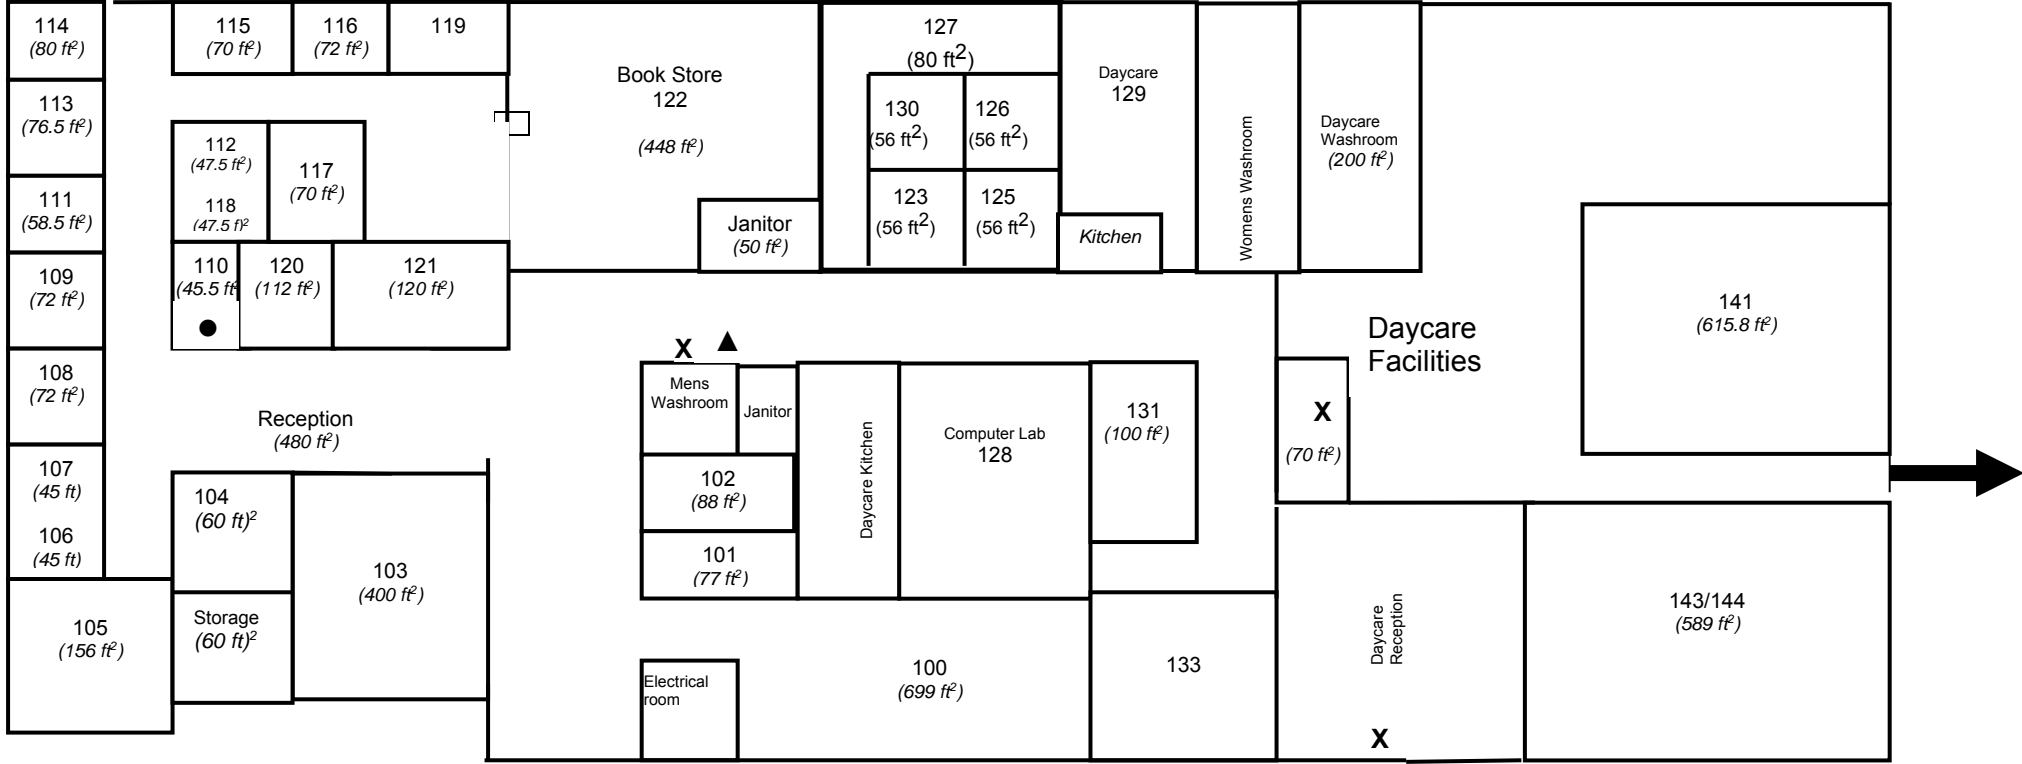 114
(80 ft²)
115
(70 ft²)
116
(72 ft²)
119
113
(76.5 ft²)
111
(58.5 ft²)
109
(72 ft²)
108
(72 ft²)
107
(45 ft)
106
(45 ft)
105
(156 ft²)
112
(47.5 ft²)
118
(47.5 ft)²
117
(70 ft²)
110
(45.5 ft²
120
(112 ft²)
121
(120 ft²)
Reception
(480 ft²)
104
(60 ft)²
Storage
(60 ft)²
103
(400 ft²)
Book Store
122
(448 ft²)
Janitor
(50 ft²)
127
(80 ft²)
130
(56 ft²)
126
(56 ft²)
123
(56 ft²)
125
(56 ft²)
Daycare
129
Kitchen
Womens Washroom
Daycare
Washroom
(200 ft²)
X
Mens
Washroom
Janitor
102
(88 ft²)
101
(77 ft²)
Daycare Kitchen
Computer Lab
128
131
(100 ft²)
Electrical
room
100
(699 ft²)
133
Daycare
Facilities
X
(70 ft²)
141
(615.8 ft²)
Daycare
Reception
X
143/144
(589 ft²)